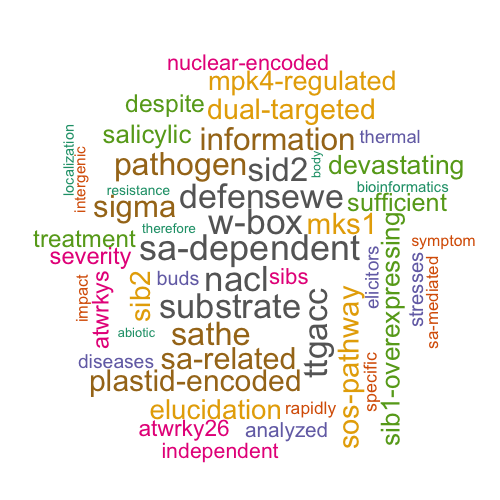 nuclear-encoded
mpk4-regulated
despite
dual-targeted
salicylic
information
thermal
localization
intergenic
pathogen
sid2
body
devastating
resistance
defensewe
bioinformatics
sigma
sufficient
therefore
w-box
mks1
treatment
sa-dependent
symptom
severity
nacl
sibs
elicitors
stresses
sa-mediated
impact
atwrkys
sib2
buds
substrate
ttgacc
sos-pathway
sib1-overexpressing
abiotic
sathe
diseases
sa-related
specific
plastid-encoded
elucidation
rapidly
atwrky26
analyzed
independent